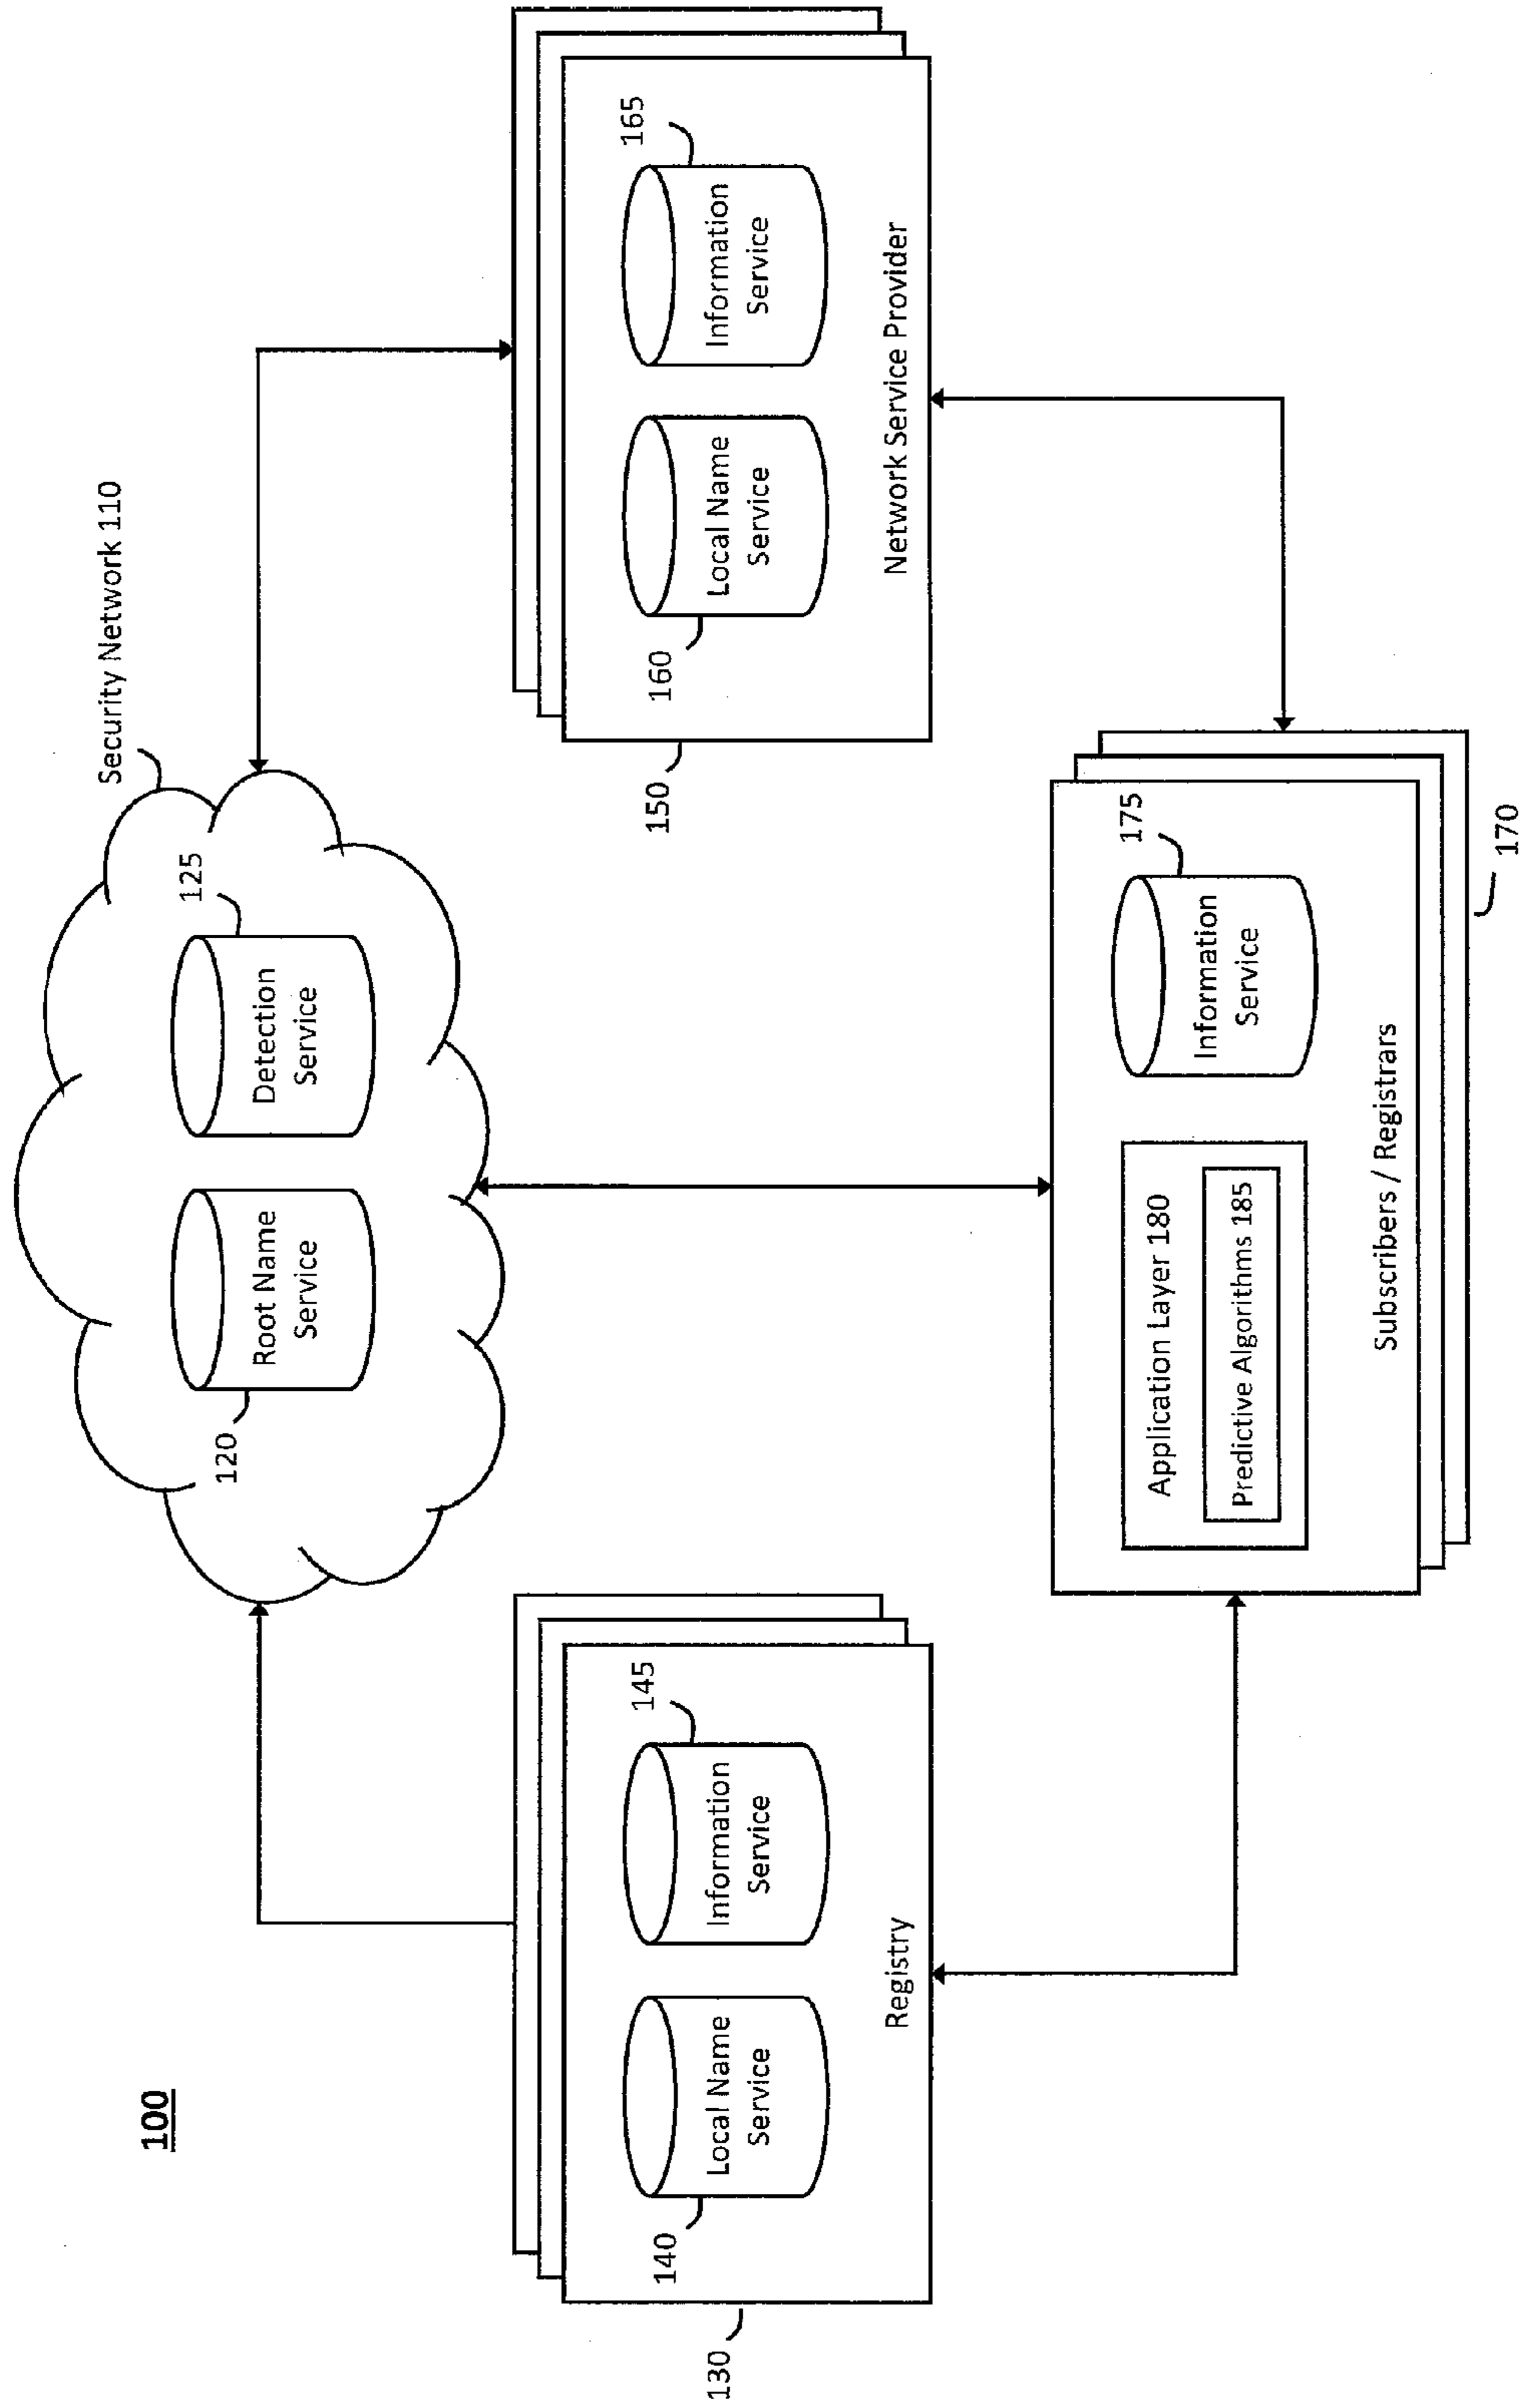 100
Security Network 110
120
Root Name
Service
125
Detection
Service
130
140
Local Name
Service
145
Information
Service
Registry
150
160
Local Name
Service
165
Information
Service
Network Service Provider
Application Layer 180
Predictive Algorithms 185
175
Information
Service
Subscribers / Registrars
170